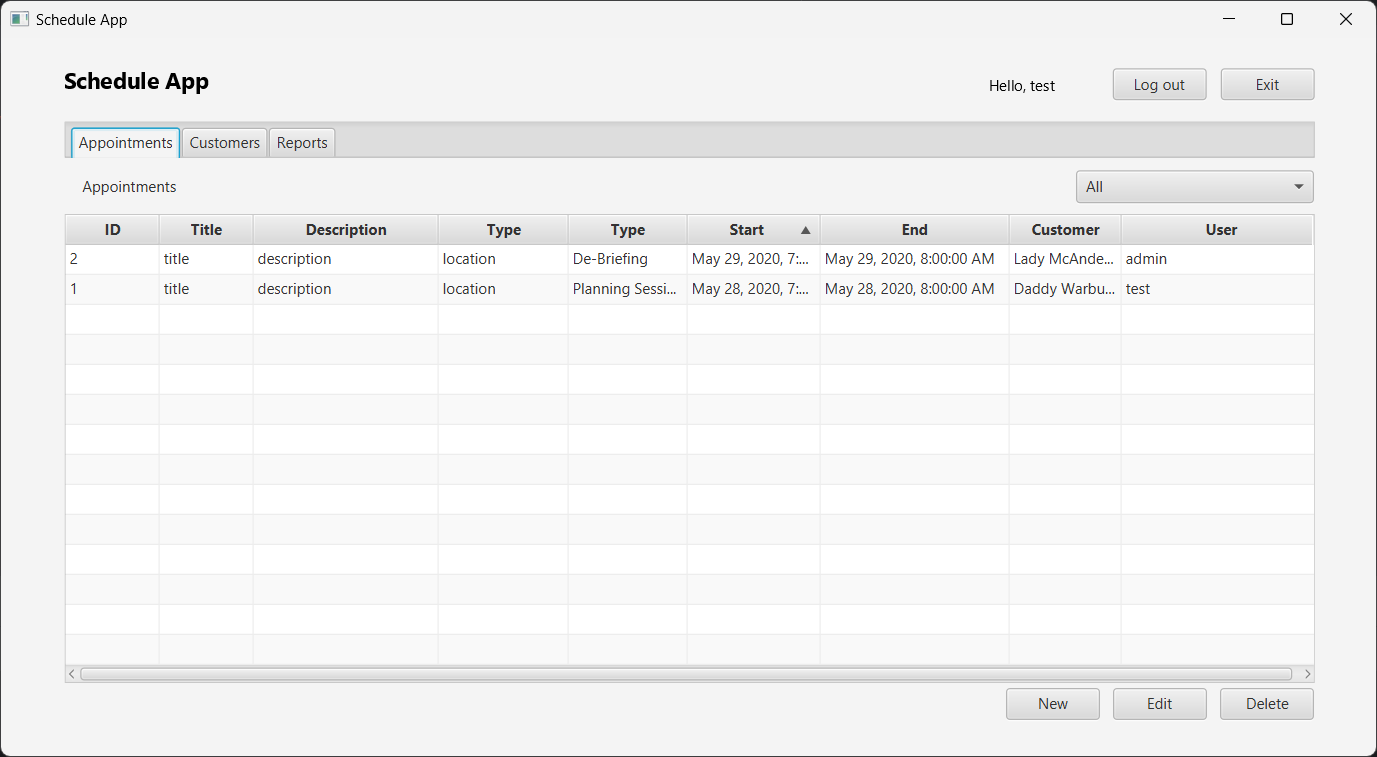 Schedule App
Schedule App
Hello, test
Log out
Exit
Appointments Customers Reports
Appointments
All
ID Title Description Type Type Start End Customer User
2 title description location De-Briefing May 29, 2020, 7:... May 29, 2020, 8:00:00 AM Lady McAnde... admin
1 title description location Planning Sessi... May 28, 2020, 7:... May 28, 2020, 8:00:00 AM Daddy Warbu... test
New Edit Delete